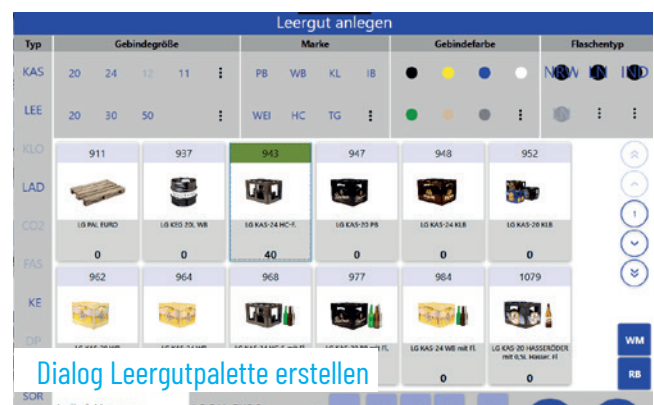 Leergut anlegen
Typ Gebindegröße Marke Gebindefarbe Flaschentyp
KAS 20 24 12 11 PB WB KL IB NRW LN IND
LEE 20 30 50 WEI HC TG
KLO 911 937 943 947 948 952
LAD
1
CO2 LG PAL EURO LG KEG 20L WB LG KAS-24 HC-F. LG KAS-20 PB LG KAS-24 KLB LG KAS-20 KLB
0 0 40 0 0 0
FAS
962 964 968 977 984 1079
KE
DP WM
LG KAS-24 WB mit Fl. LG KAS-20 HASSERÖDER
mit 0,5L Hasser. Fl
Dialog Leergutpalette erstellen
0 0 RB
SOR